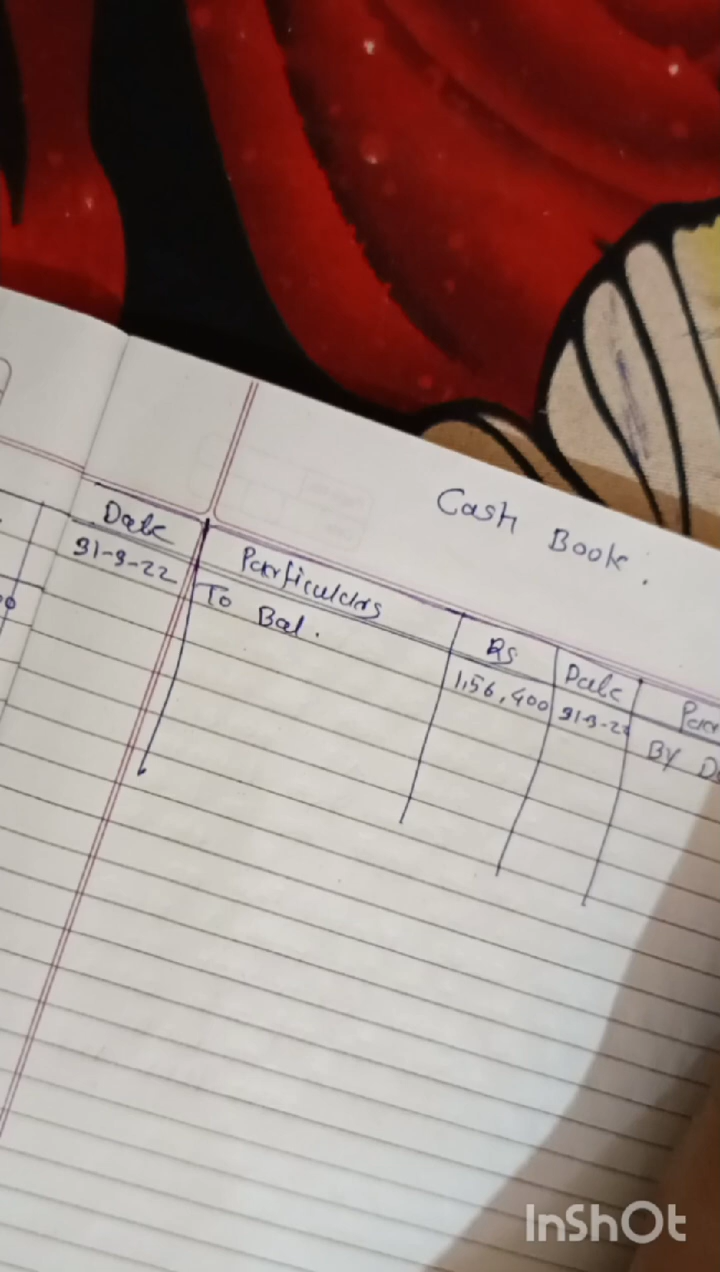 Cash Book.
Date Particulars Rs Date
31-3-22 To Bal. 1,56,400 31-3-22 By
InShOt